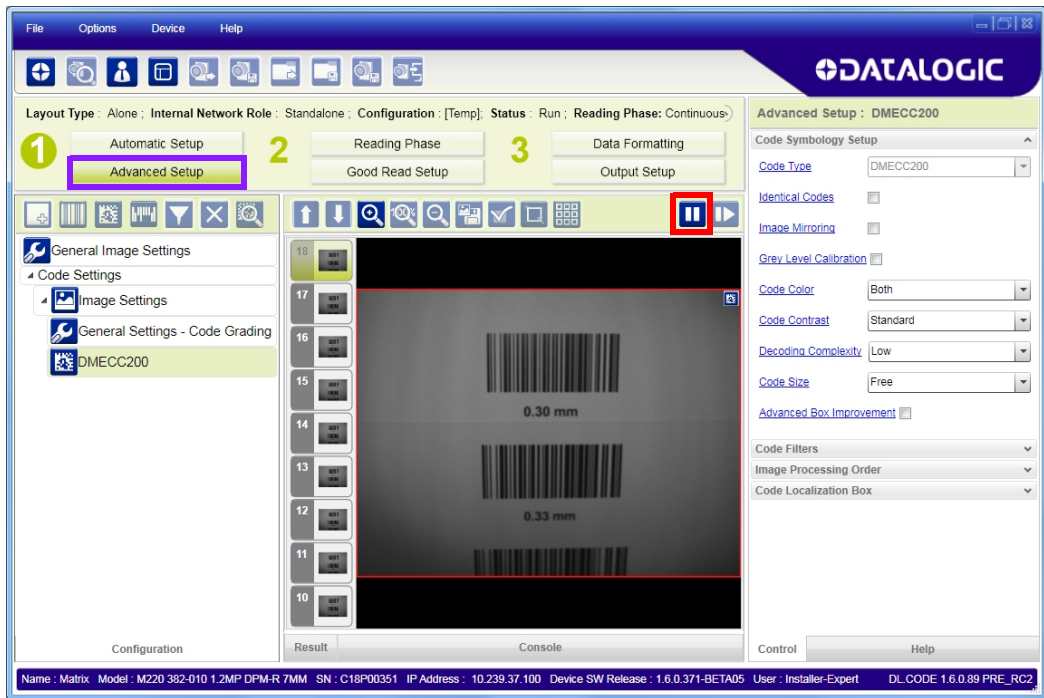 File Options Device Help
DATALOGIC
Layout Type : Alone ; Internal Network Role : Standalone ; Configuration : [Temp]; Status : Run ; Reading Phase: Continuous
1 Automatic Setup 2 Reading Phase 3 Data Formatting
Advanced Setup Good Read Setup Output Setup
General Image Settings
Code Settings
Image Settings
General Settings - Code Grading
DMECC200
Configuration
18
17
16
15
14
13
12
11
10
0.30 mm
0.33 mm
Result Console
Advanced Setup : DMECC200
Code Symbology Setup
Code Type DMECC200
Identical Codes
Image Mirroring
Grey Level Calibration
Code Color Both
Code Contrast Standard
Decoding Complexity Low
Code Size Free
Advanced Box Improvement
Code Filters
Image Processing Order
Code Localization Box
Control Help
Name : Matrix Model : M220 382-010 1.2MP DPM-R 7MM SN : C18P00351 IP Address : 10.239.37.100 Device SW Release : 1.6.0.371-BETA05 User : Installer-Expert DL.CODE 1.6.0.89 PRE_RC2